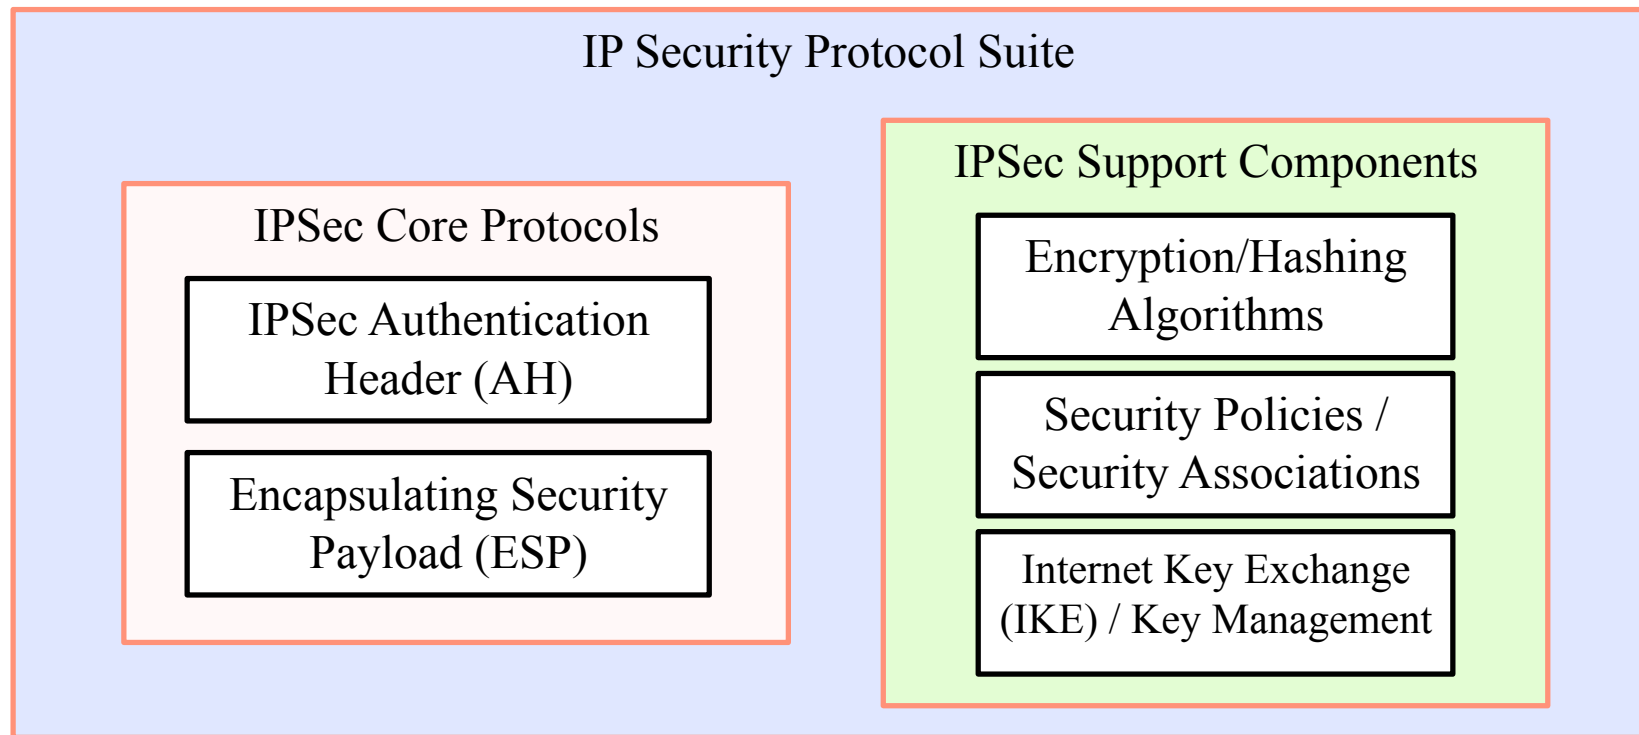 IP Security Protocol Suite
IPSec Core Protocols
IPSec Authentication
Header (AH)
Encapsulating Security
Payload (ESP)
IPSec Support Components
Encryption/Hashing
Algorithms
Security Policies /
Security Associations
Internet Key Exchange
(IKE) / Key Management